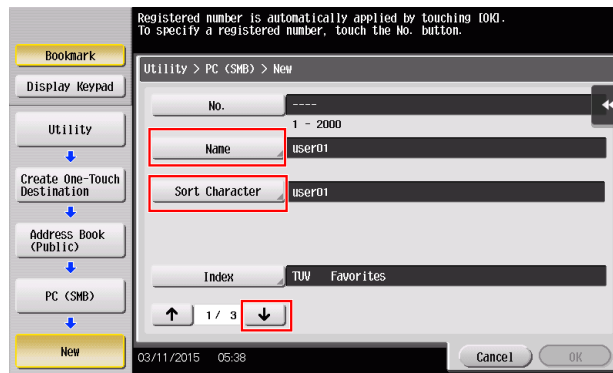 Registered number is automatically applied by touching [OK].
To specify a registered number, touch the No. button.
Bookmark
Display Keypad
Utility
Create One-Touch
Destination
Address Book
(Public)
PC (SMB)
New
Utility > PC (SMB) > New
No.
----
1 - 2000
Name
user01
Sort Character
user01
Index
TUV Favorites
1/ 3
03/11/2015 05:38
Cancel
OK